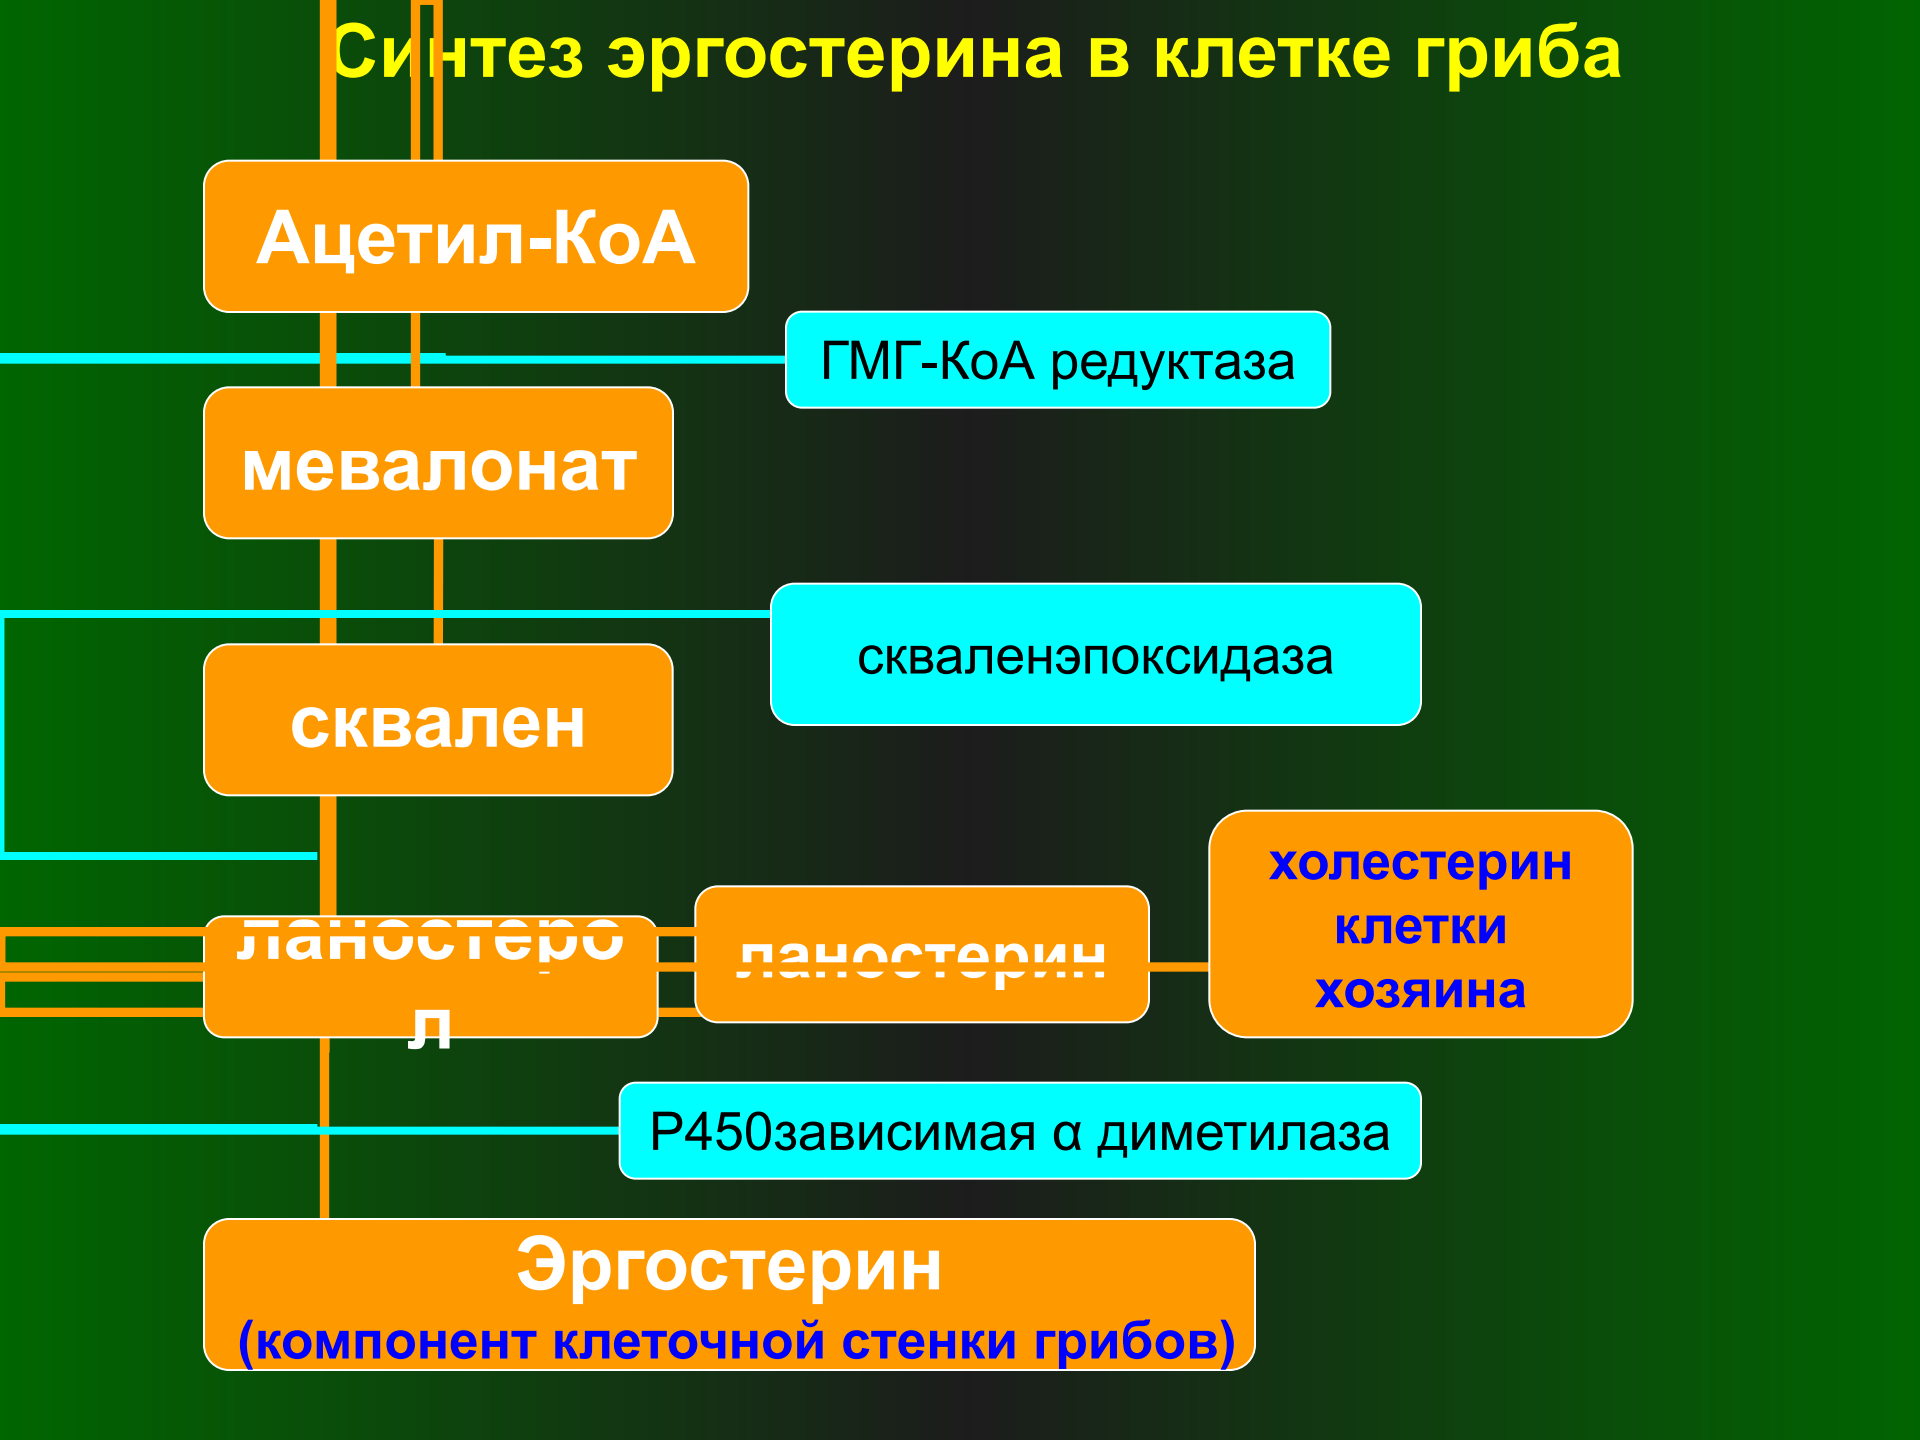 Синтез эргостерина в клетке гриба
Ацетил-КоА
ГМГ-КоА редуктаза
мевалонат
скваленэпоксидаза
сквален
ланостеро
л
ланостерин
холестерин
клетки
хозяина
Р450зависимая α диметилаза
Эргостерин
(компонент клеточной стенки грибов)